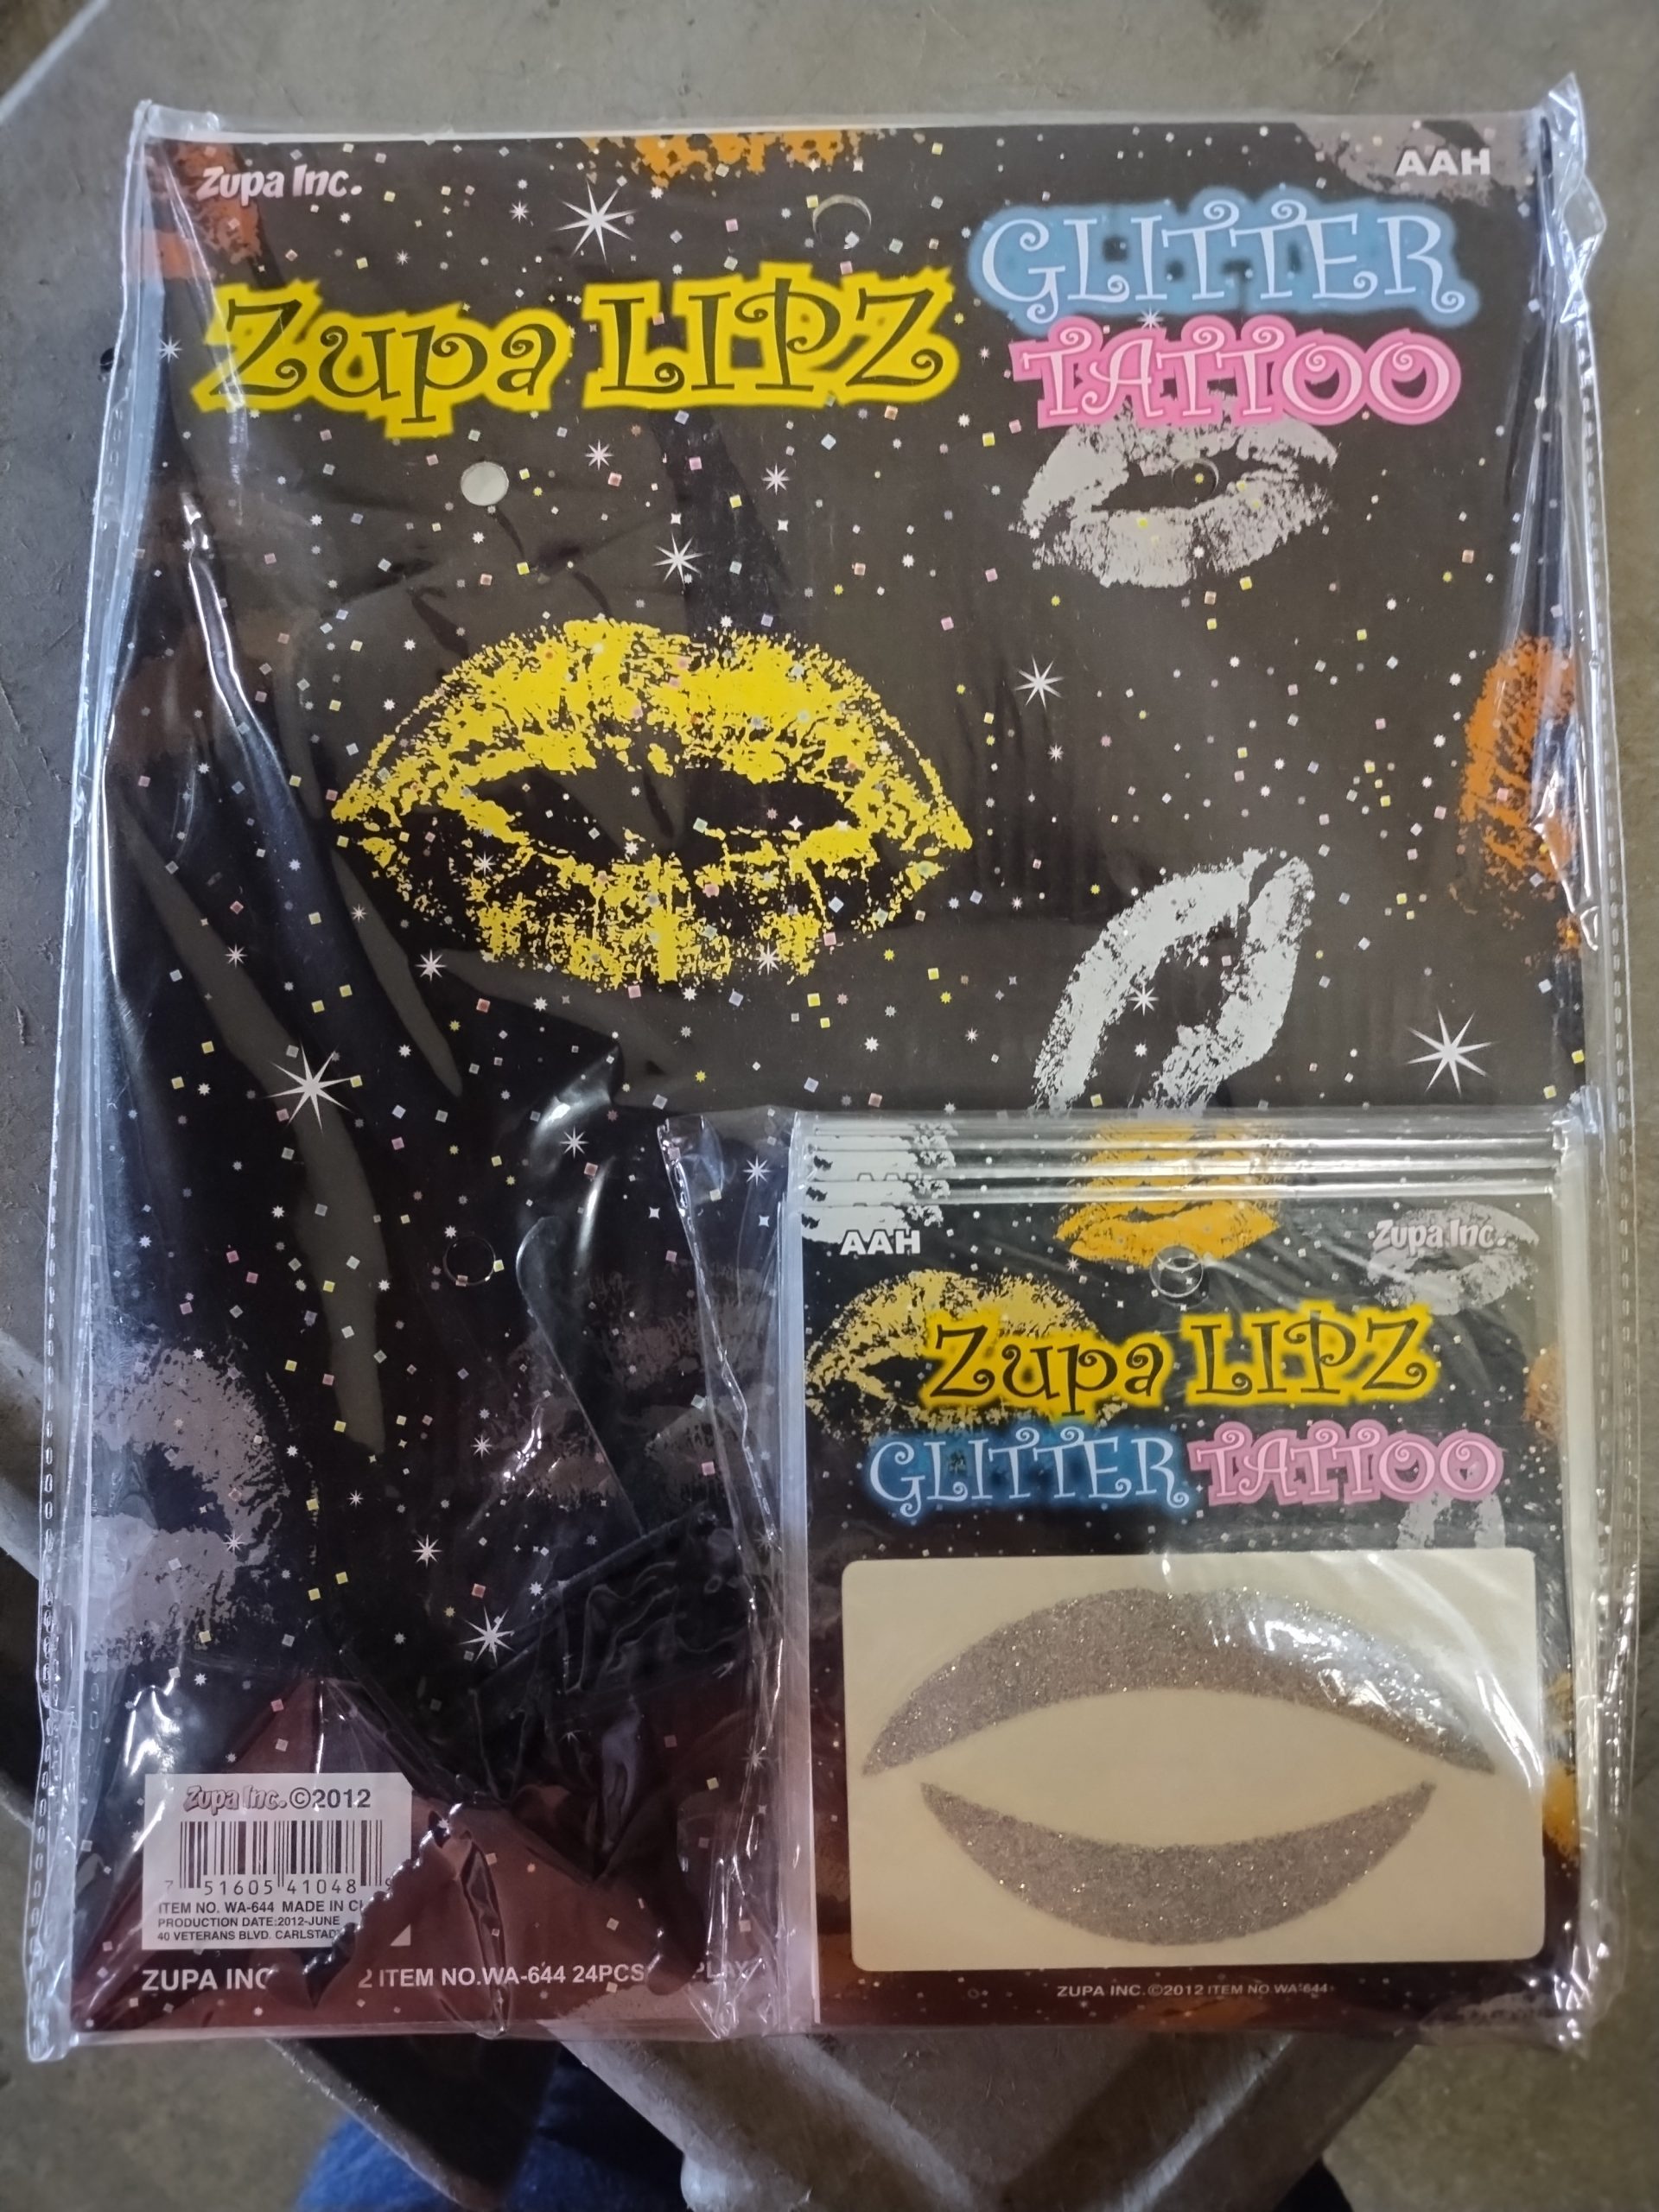 Zupa Inc.
AAH
Zupa LIPZ
GLITTER
TATTOO
AAH
Zupa Inc.
Zupa LIPZ
GLITTER TATTOO
ZUPA INC.©2012 ITEM NO.WA-644
Zupa Inc.©2012
7 51605 41048
ITEM NO. WA-644 MADE IN
PRODUCTION DATE:2012-JUNE
40 VETERANS BLVD. CARLSTAD
ZUPA INC 2 ITEM NO.WA-644 24PCS